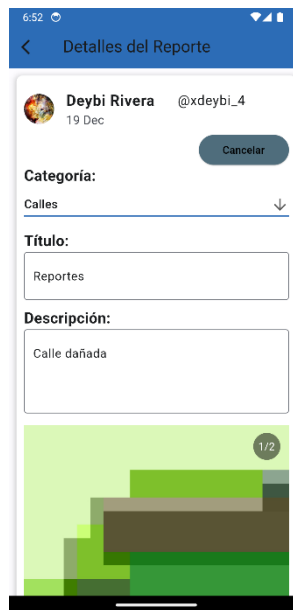 6:52
Detalles del Reporte
Deybi Rivera @xdeybi_4
19 Dec
Cancelar
Categoría:
Calles
Título:
Reportes
Descripción:
Calle dañada
1/2